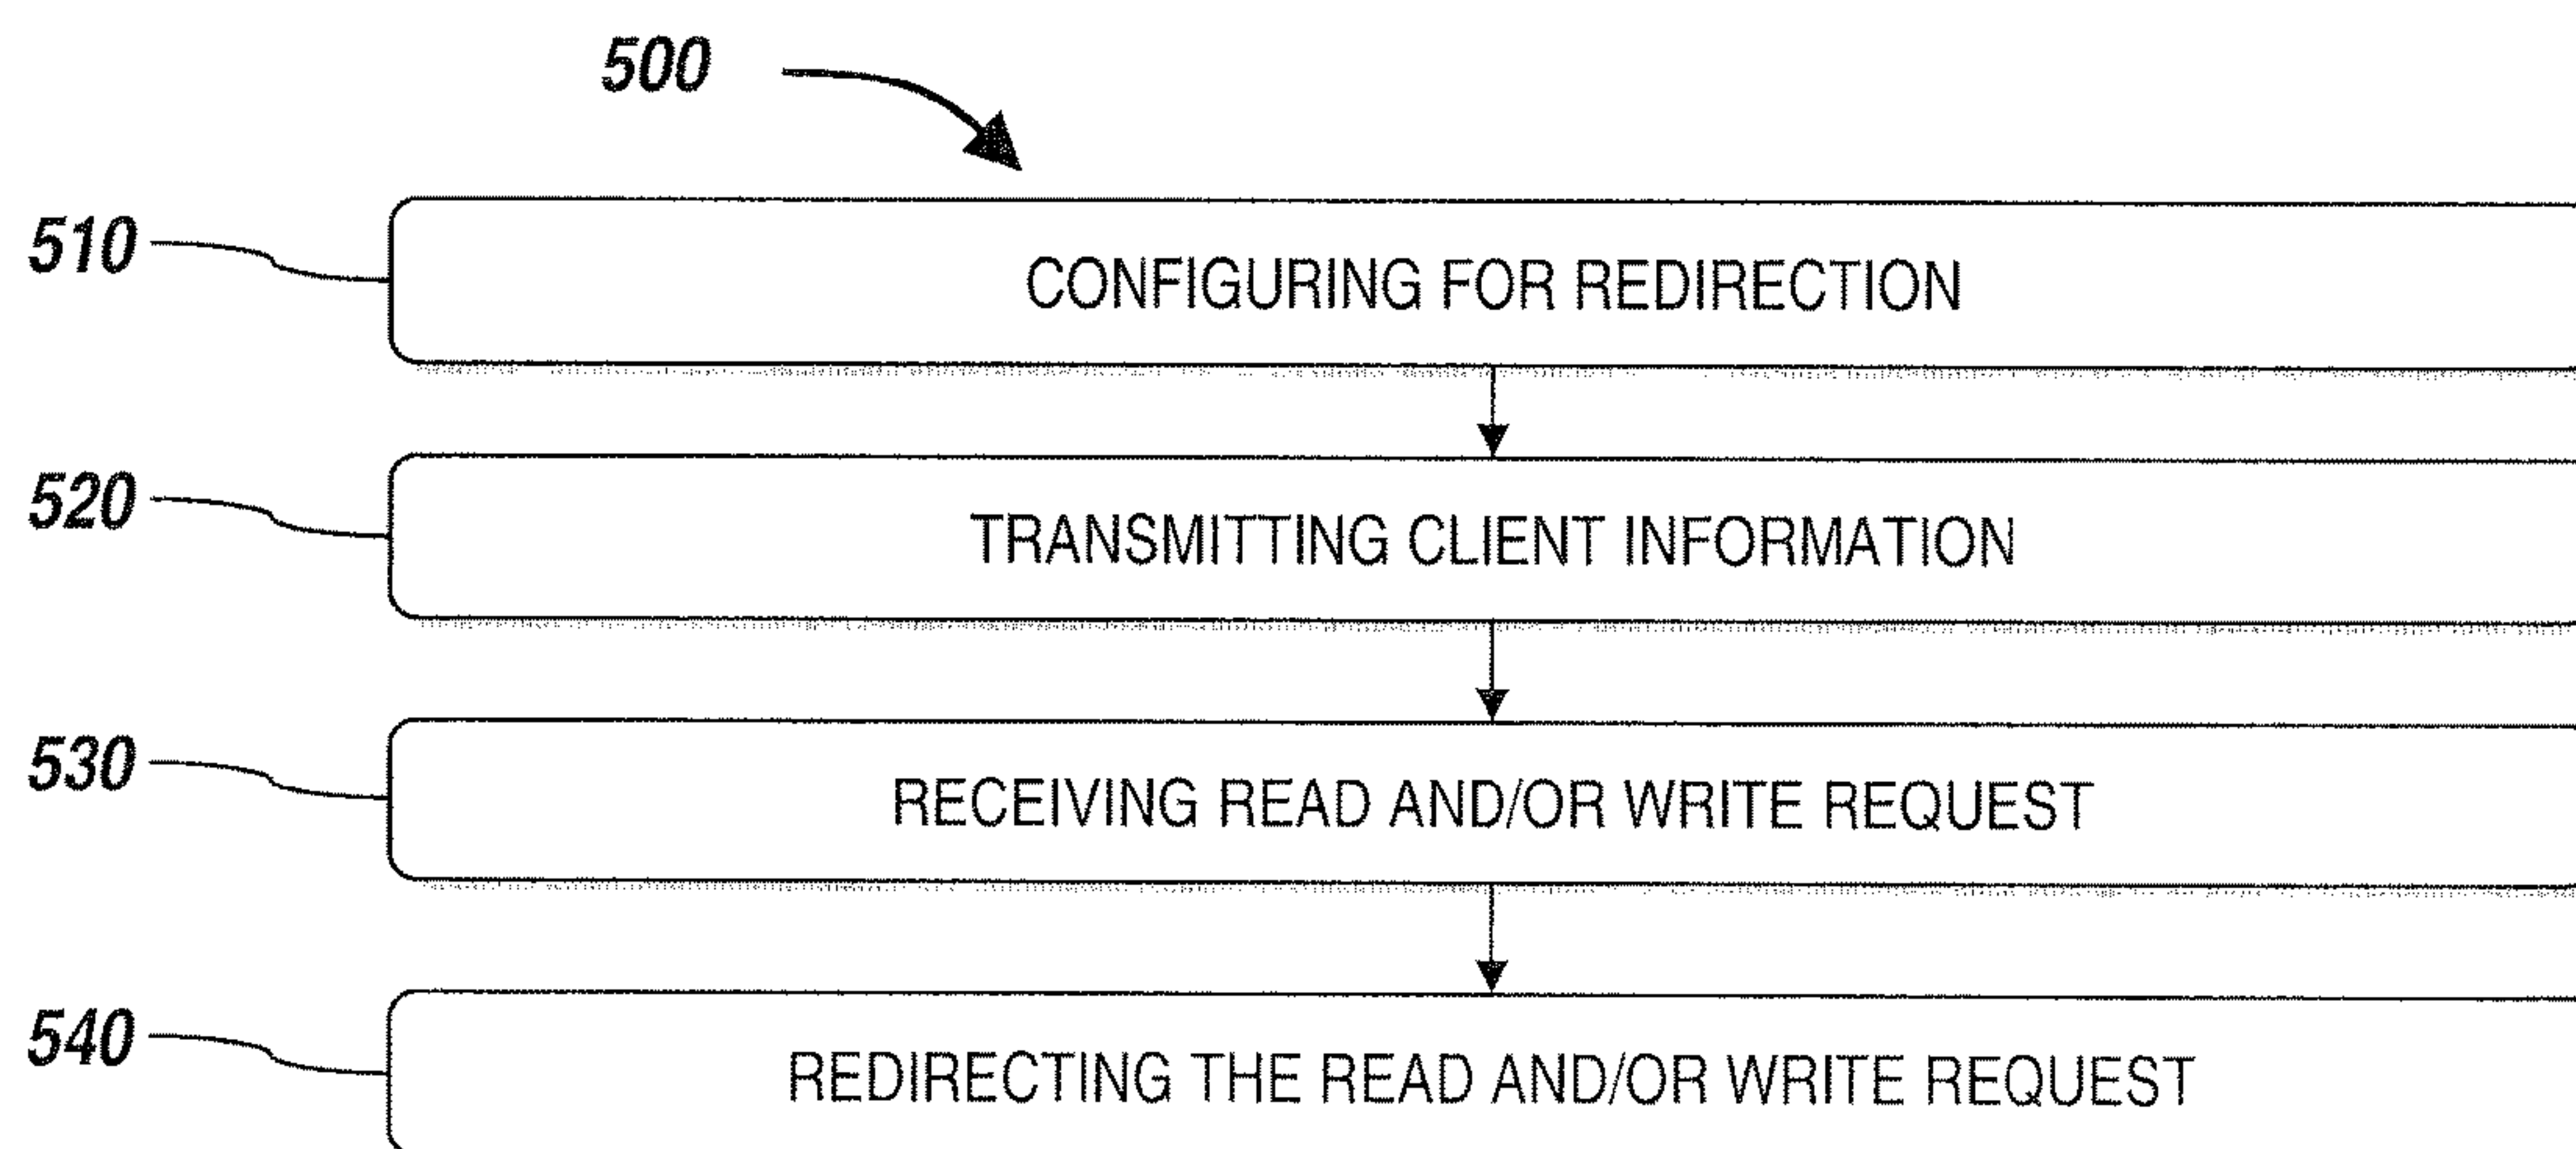 500
510 CONFIGURING FOR REDIRECTION
520 TRANSMITTING CLIENT INFORMATION
530 RECEIVING READ AND/OR WRITE REQUEST
540 REDIRECTING THE READ AND/OR WRITE REQUEST